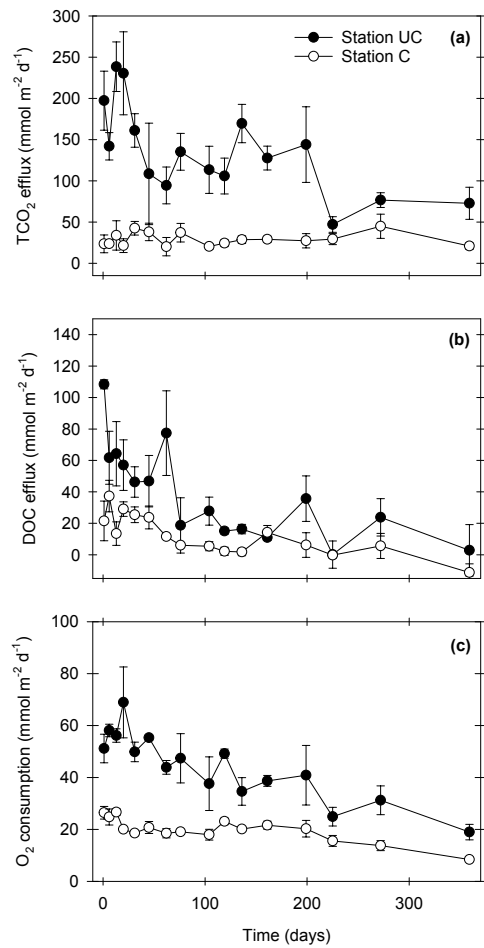 300
250
200
150
100
50
0
TCO2 efflux (mmol m-2 d-1)
Station UC
Station C
(a)
140
120
100
80
60
40
20
0
DOC efflux (mmol m-2 d-1)
(b)
100
80
60
40
20
0
O2 consumption (mmol m-2 d-1)
(c)
0 100 200 300
Time (days)